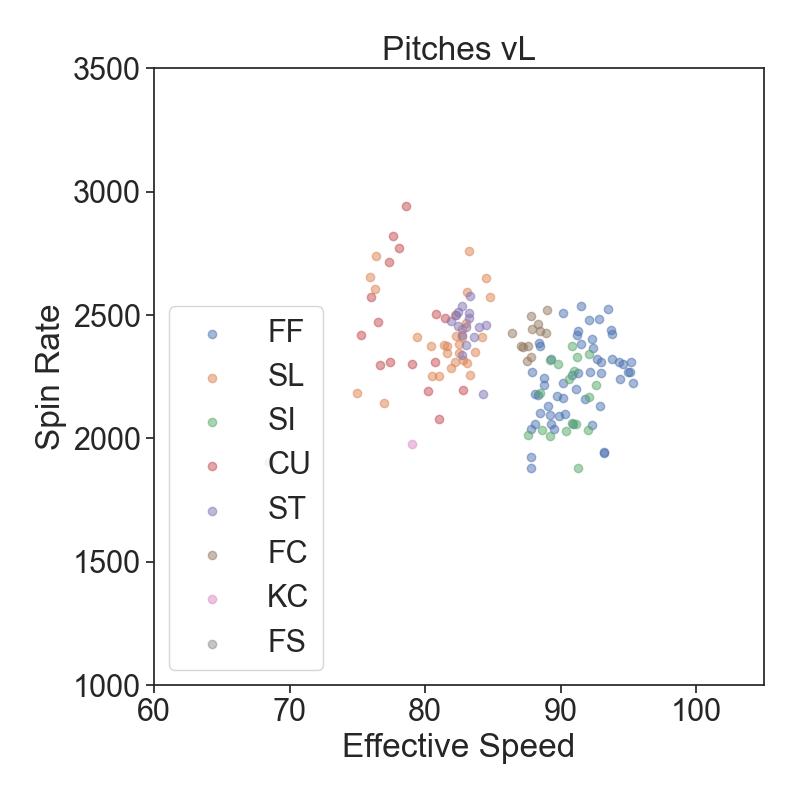 Pitches vL
3500
3000
2500
2000
1500
1000
Spin Rate
FF
SL
SI
CU
ST
FC
KC
FS
60
70
80
90
100
Effective Speed